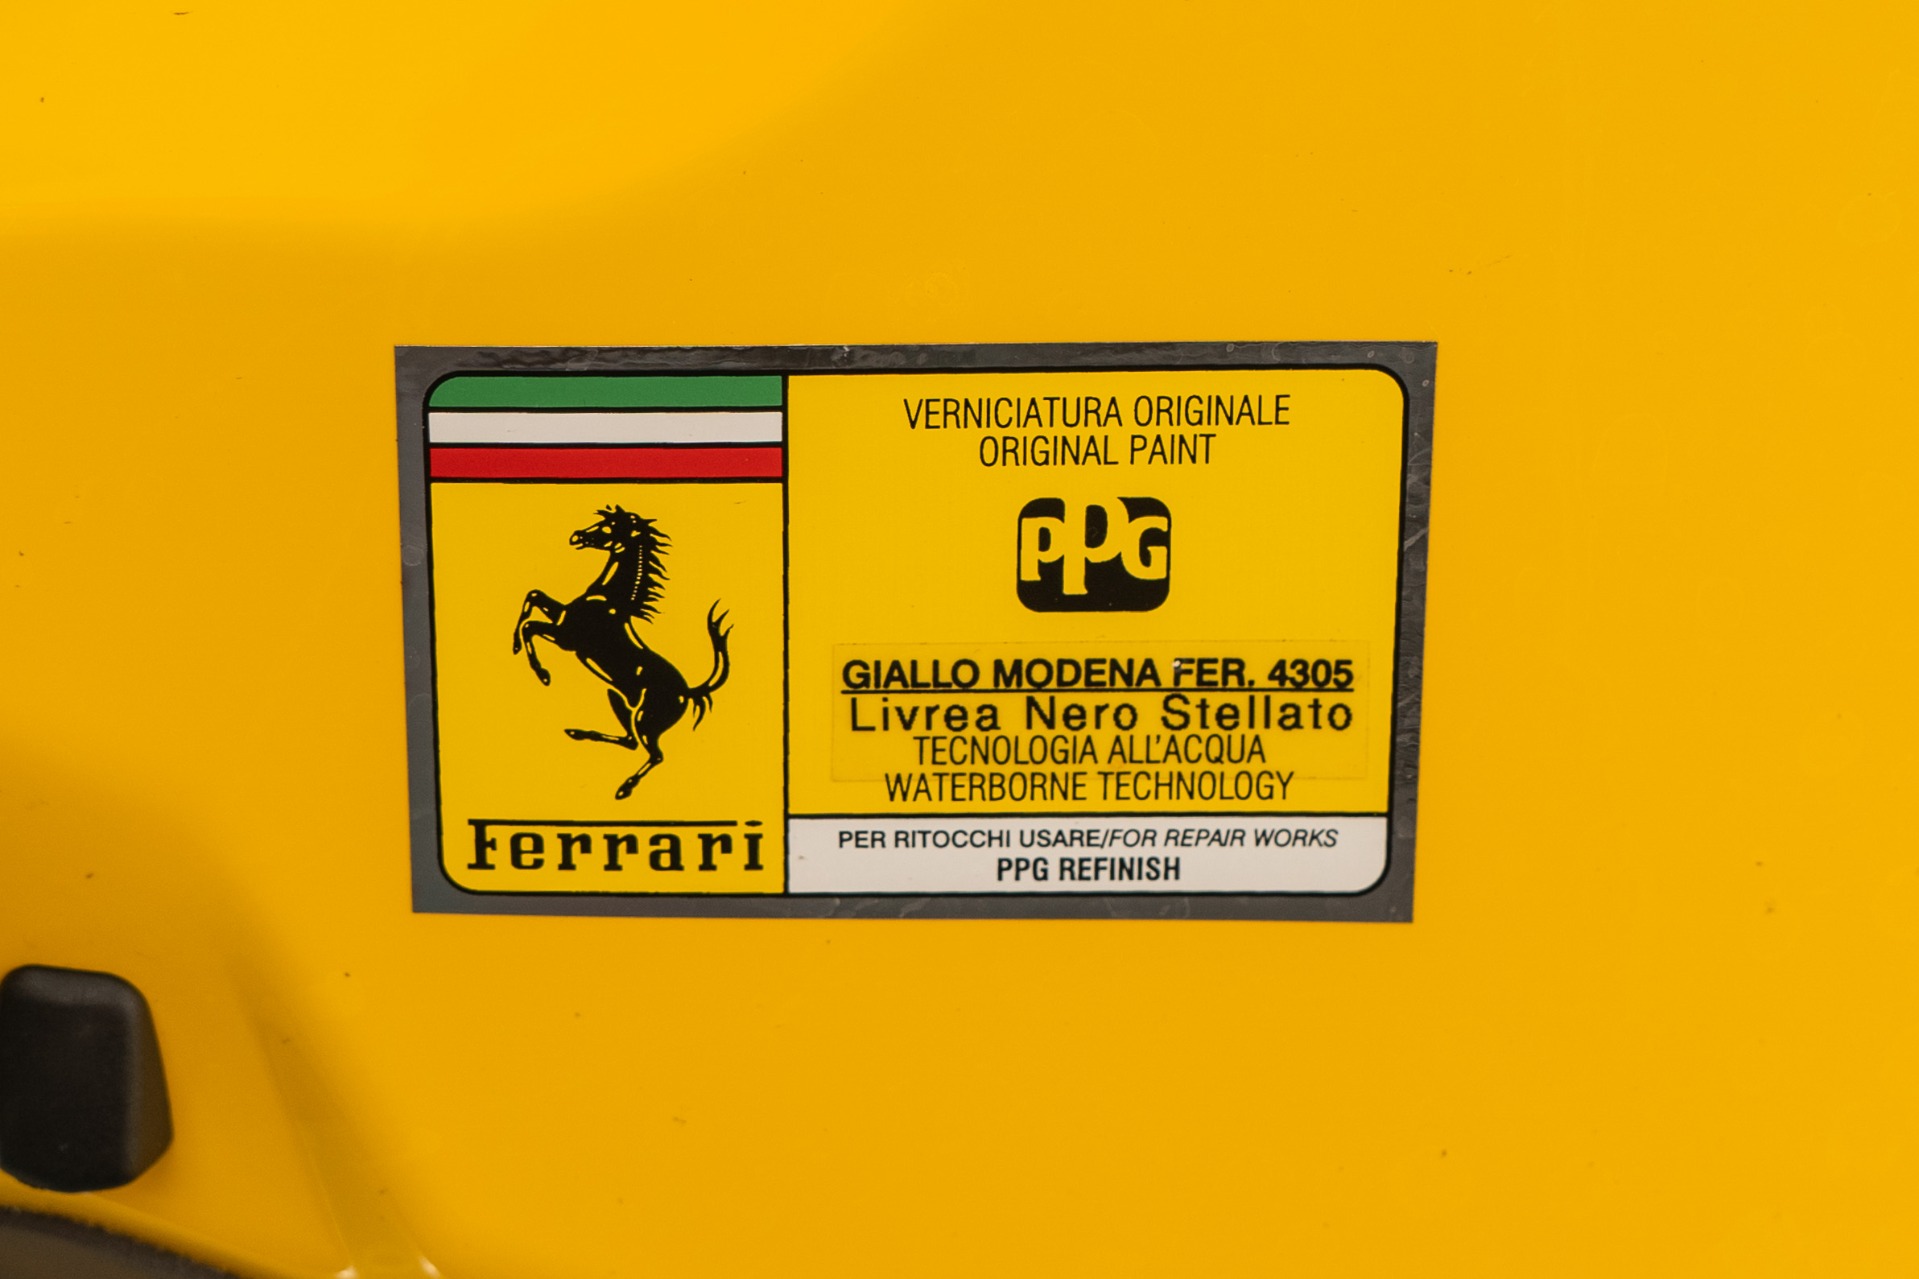 VERNICIATURA ORIGINALE
ORIGINAL PAINT
PPG
GIALLO MODENA FER. 4305
Livrea Nero Stellato
TECNOLOGIA ALL'ACQUA
WATERBORNE TECHNOLOGY
Ferrari
PER RITOCCHI USARE/FOR REPAIR WORKS
PPG REFINISH